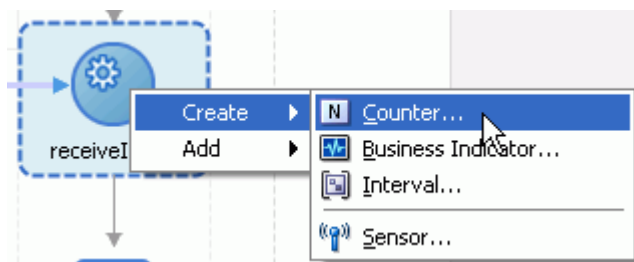 Create
Add
receiveI
N Counter...
Business Indicator...
Interval...
Sensor...